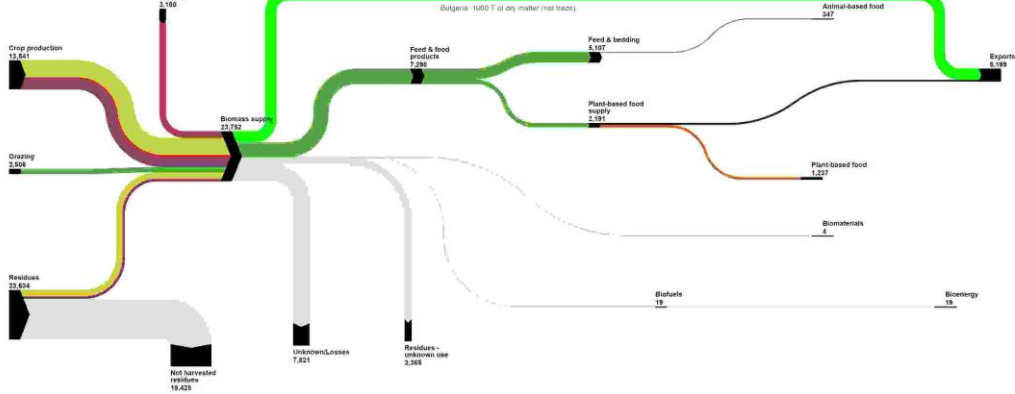 3,180
Bulgaria: 1000 T of dry matter (net trade).
Animal-based food
347
Feed & bedding
5,107
Crop production
13,841
Feed & food
products
7,298
Exports
6,189
Plant-based food
supply
2,191
Biomass supply
23,752
Grazing
2,506
Plant-based food
1,237
Biomaterials
4
Residues
23,634
Biofuels
19
Bioenergy
19
Unknown/Losses
7,821
Residues -
unknown use
3,365
Not harvested
residues
19,420